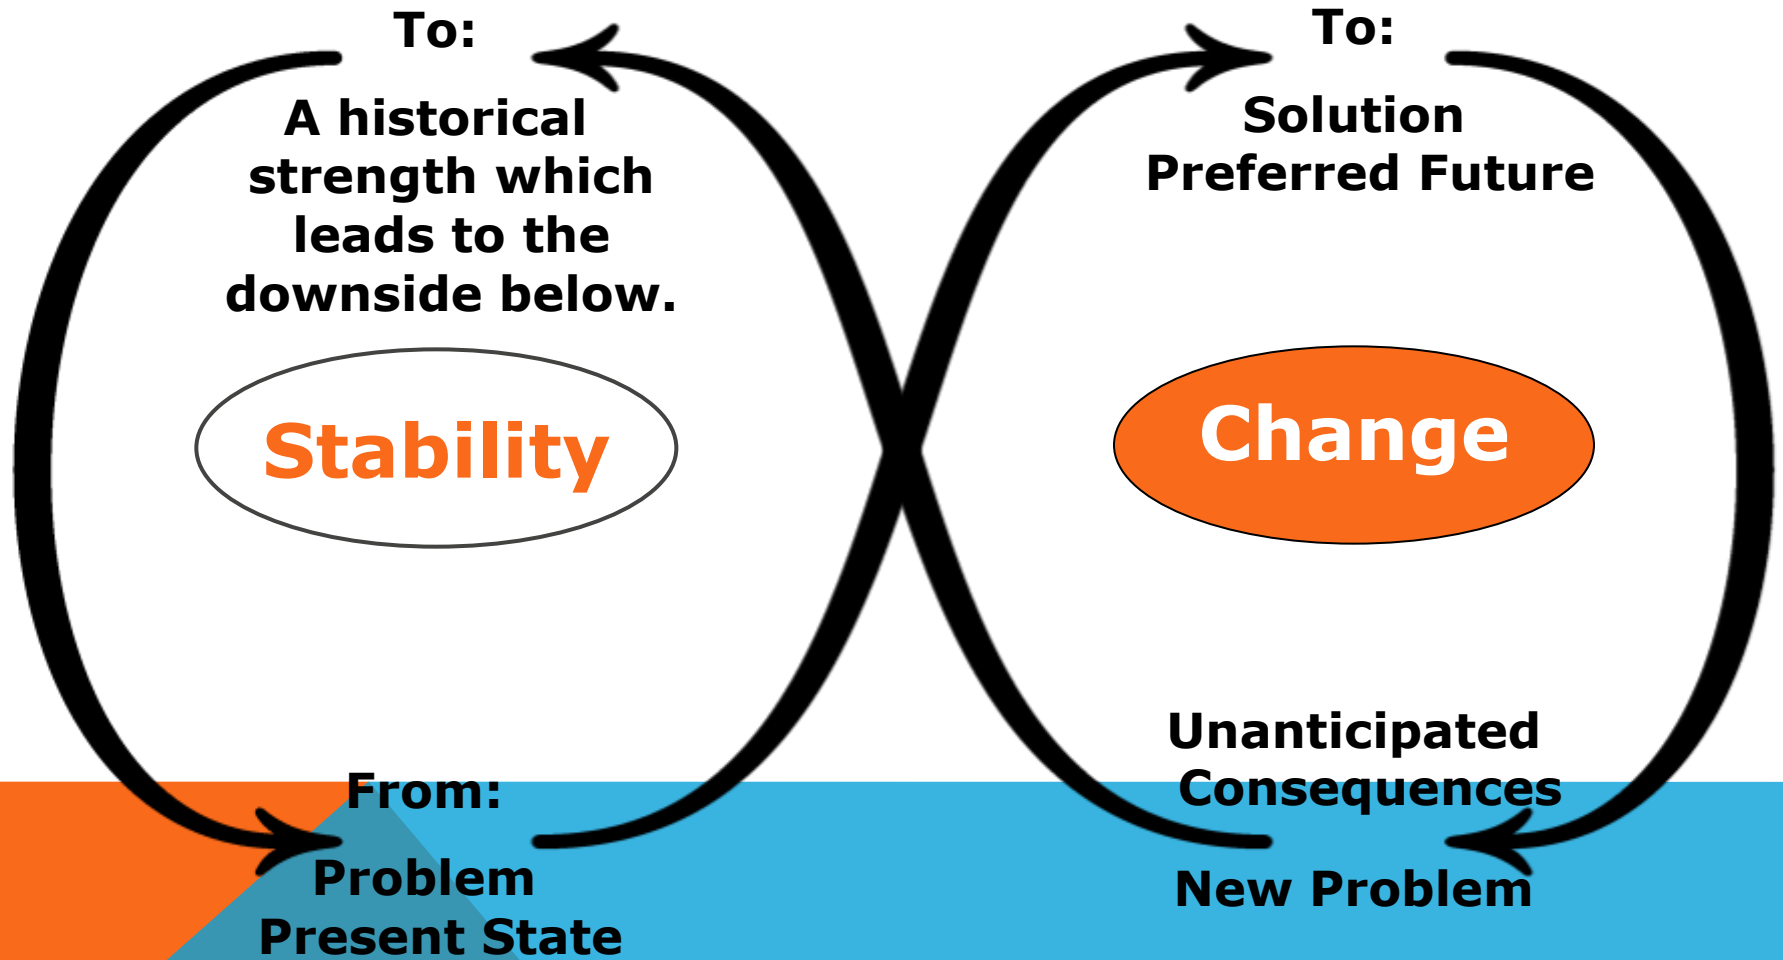 To:
A historical
strength which
leads to the
downside below.
Stability
From:
Problem
Present State
To:
Solution
Preferred Future
Change
Unanticipated
Consequences
New Problem